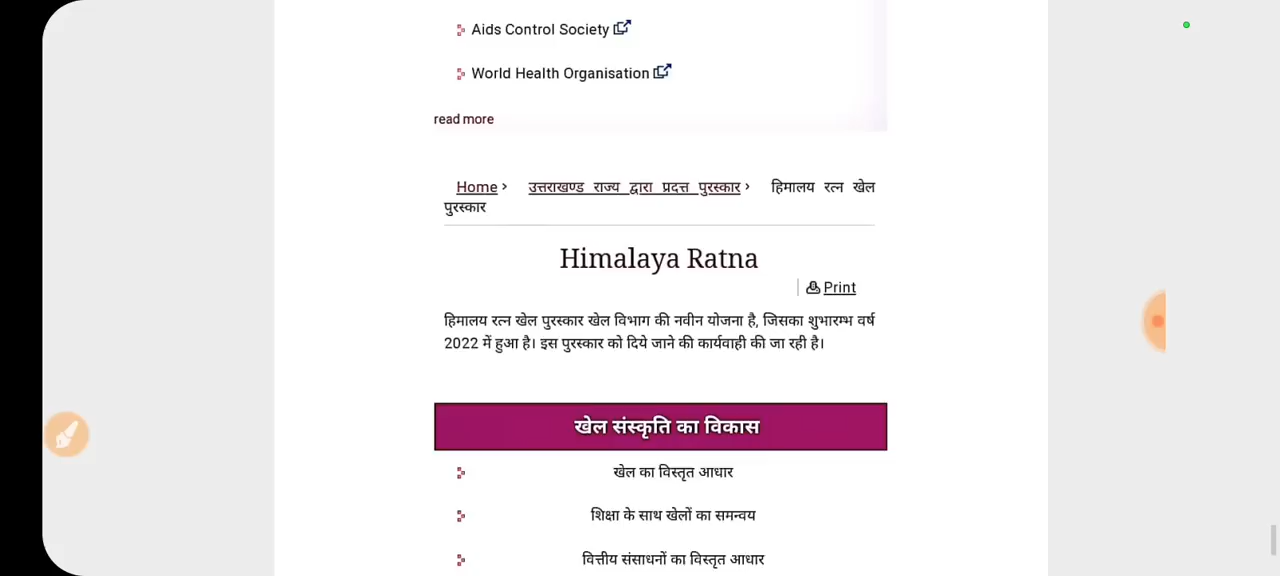 Aids Control Society
World Health Organisation
read more
Home › उत्तराखण्ड राज्य द्वारा प्रदत्त पुरस्कार › हिमालय रत्न खेल
पुरस्कार
Himalaya Ratna
Print
हिमालय रत्न खेल पुरस्कार खेल विभाग की नवीन योजना है, जिसका शुभारम्भ वर्ष
2022 में हुआ है। इस पुरस्कार को दिये जाने की कार्यवाही की जा रही है।
खेल संस्कृति का विकास
खेल का विस्तृत आधार
शिक्षा के साथ खेलों का समन्वय
वित्तीय संसाधनों का विस्तृत आधार